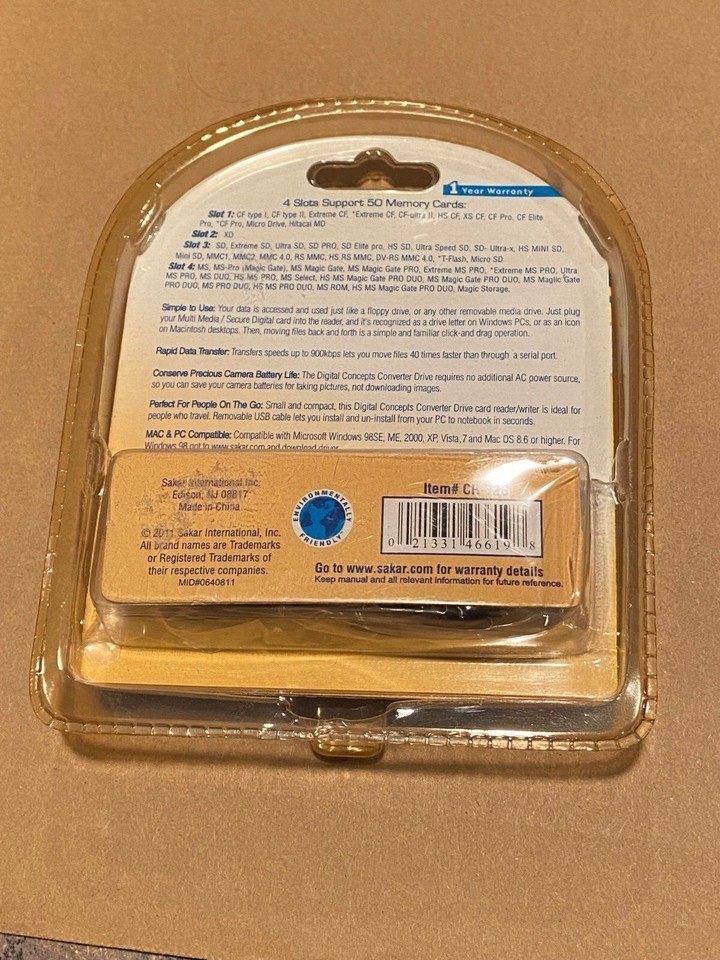 1 Year Warranty
4 Slots Support 50 Memory Cards:
Slot 1: CF type I, CF type II, Extreme CF, *Extreme CF, CF-ultra II, HS CF, XS CF, CF Pro, CF Elite
Pro, *CF Pro, Micro Drive, Hitacai MD
Slot 2: XD
Slot 3: SD, Extreme SD, Ultra SD, SD PRO, SD Elite pro, HS SD, Ultra Speed SD, SD- Ultra-x, HS MINI SD,
Mini SD, MMC1, MMC2, MMC 4.0, RS MMC, HS RS MMC, DV-RS MMC 4.0, *T-Flash, Micro SD
Slot 4: MS, MS-Pro (Magic Gate), MS Magic Gate, MS Magic Gate PRO, Extreme MS PRO, *Extreme MS PRO, Ultra
MS PRO, MS DUO, HS MS PRO, MS Select, HS MS Magic Gate PRO DUO, MS Magic Gate PRO DUO, MS Magic Gate
PRO DUO, MS PRO DUO, HS MS PRO DUO, MS ROM, HS MS Magic Gate PRO DUO, Magic Storage.
Simple to Use: Your data is accessed and used just like a floppy drive, or any other removable media drive. Just plug
your Multi Media / Secure Digital card into the reader, and it's recognized as a drive letter on Windows PCs, or as an icon
on Macintosh desktops. Then, moving files back and forth is a simple and familiar click-and drag operation.
Rapid Data Transfer: Transfers speeds up to 900kbps lets you move files 40 times faster than through a serial port.
Conserve Precious Camera Battery Life: The Digital Concepts Converter Drive requires no additional AC power source,
so you can save your camera batteries for taking pictures, not downloading images.
Perfect For People On The Go: Small and compact, this Digital Concepts Converter Drive card reader/writer is ideal for
people who travel. Removable USB cable lets you install and un-install from your PC to notebook in seconds.
MAC & PC Compatible: Compatible with Microsoft Windows 98SE, ME, 2000, XP, Vista,7 and Mac OS 8.6 or higher. For
Windows 98 got to www.sakar.com and download driver
Sakar International Inc.
Edison, NJ 08817
Made in China
© 2011 Sakar International, Inc.
All brand names are Trademarks
or Registered Trademarks of
their respective companies.
MID#0640811
ENVIRONMENTALLY
FRIENDLY
Item#
0 21331 46619 8
Go to www.sakar.com for warranty details
Keep manual and all relevant information for future reference.